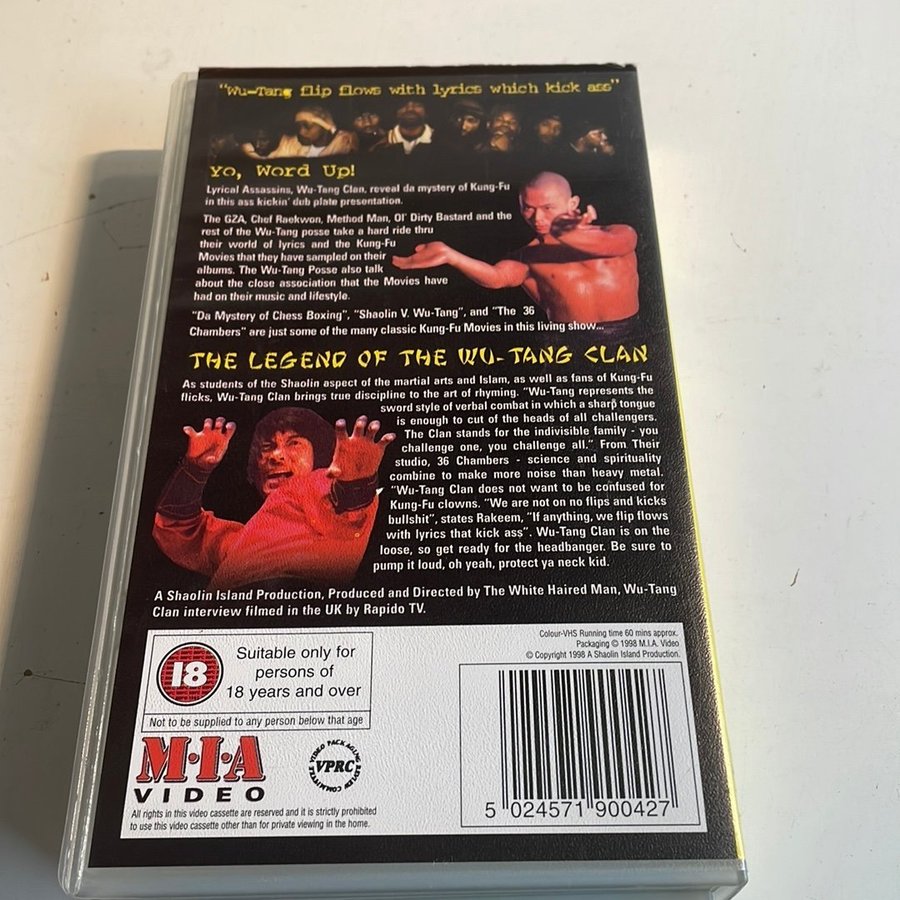 "Wu-Tang flip flows with lyrics which kick ass"
Yo, Word Up!
Lyrical Assassins, Wu-Tang Clan, reveal da mystery of Kung-Fu
in this ass kickin' dub plate presentation.
The GZA, Chef Raekwon, Method Man, Ol' Dirty Bastard and the
rest of the Wu-Tang posse take a hard ride thru
their world of lyrics and the Kung-Fu
Movies that they have sampled on their
albums. The Wu-Tang Posse also talk
about the close association that the Movies have
had on their music and lifestyle.
"Da Mystery of Chess Boxing", "Shaolin V. Wu-Tang", and "The 36
Chambers" are just some of the many classic Kung-Fu Movies in this living show...
THE LEGEND OF THE WU-TANG CLAN
As students of the Shaolin aspect of the martial arts and Islam, as well as fans of Kung-Fu
flicks, Wu-Tang Clan brings true discipline to the art of rhyming. "Wu-Tang represents the
sword style of verbal combat in which a sharp tongue
is enough to cut of the heads of all challengers.
The Clan stands for the indivisible family - you
challenge one, you challenge all." From Their
studio, 36 Chambers - science and spirituality
combine to make more noise than heavy metal.
"Wu-Tang Clan does not want to be confused for
Kung-Fu clowns. "We are not on no flips and kicks
bullshit", states Rakeem, "If anything, we flip flows
with lyrics that kick ass". Wu-Tang Clan is on the
loose, so get ready for the headbanger. Be sure to
pump it loud, oh yeah, protect ya neck kid.
A Shaolin Island Production, Produced and Directed by The White Haired Man, Wu-Tang
Clan interview filmed in the UK by Rapido TV.
18
Suitable only for
persons of
18 years and over
Not to be supplied to any person below that age
Colour-VHS Running time 60 mins approx.
Packaging © 1998 M.I.A. Video
© Copyright 1998 A Shaolin Island Production.
M·I·A
VIDEO
VIDEO PACKAGING REVIEW COMMITTEE
VPRC
All rights in this video cassette are reserved and it is strictly prohibited
to use this video cassette other than for private viewing in the home.
5 024571 900427